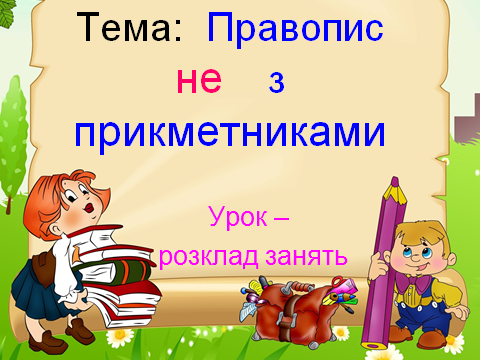 Тема: Правопис
не з
прикметниками
Урок –
розклад занять